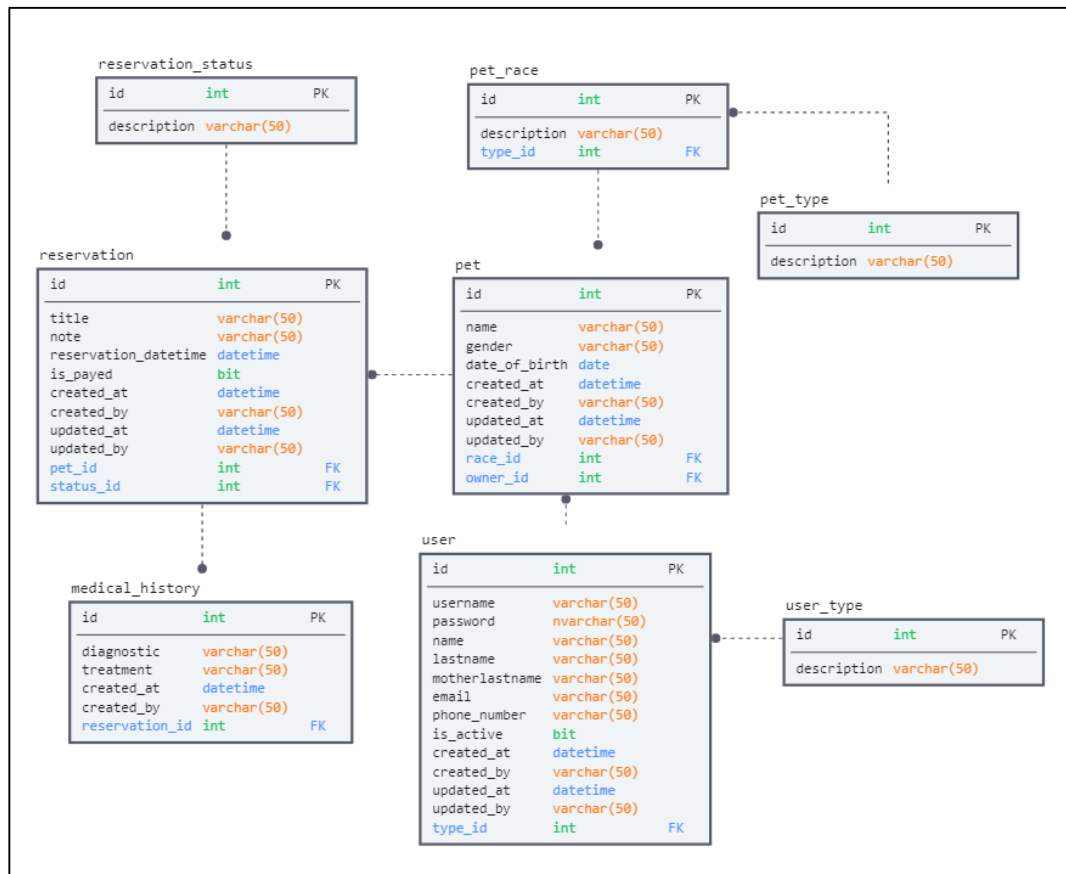 reservation_status
id int PK
description varchar(50)
pet_race
id int PK
description varchar(50)
type_id int FK
pet_type
id int PK
description varchar(50)
reservation
id int PK
title varchar(50)
note varchar(50)
reservation_datetime datetime
is_payed bit
created_at datetime
created_by varchar(50)
updated_at datetime
updated_by varchar(50)
pet_id int FK
status_id int FK
pet
id int PK
name varchar(50)
gender varchar(50)
date_of_birth date
created_at datetime
created_by varchar(50)
updated_at datetime
updated_by varchar(50)
race_id int FK
owner_id int FK
medical_history
id int PK
diagnostic varchar(50)
treatment varchar(50)
created_at datetime
created_by varchar(50)
reservation_id int FK
user
id int PK
username varchar(50)
password nvarchar(50)
name varchar(50)
lastname varchar(50)
motherlastname varchar(50)
email varchar(50)
phone_number varchar(50)
is_active bit
created_at datetime
created_by varchar(50)
updated_at datetime
updated_by varchar(50)
type_id int FK
user_type
id int PK
description varchar(50)